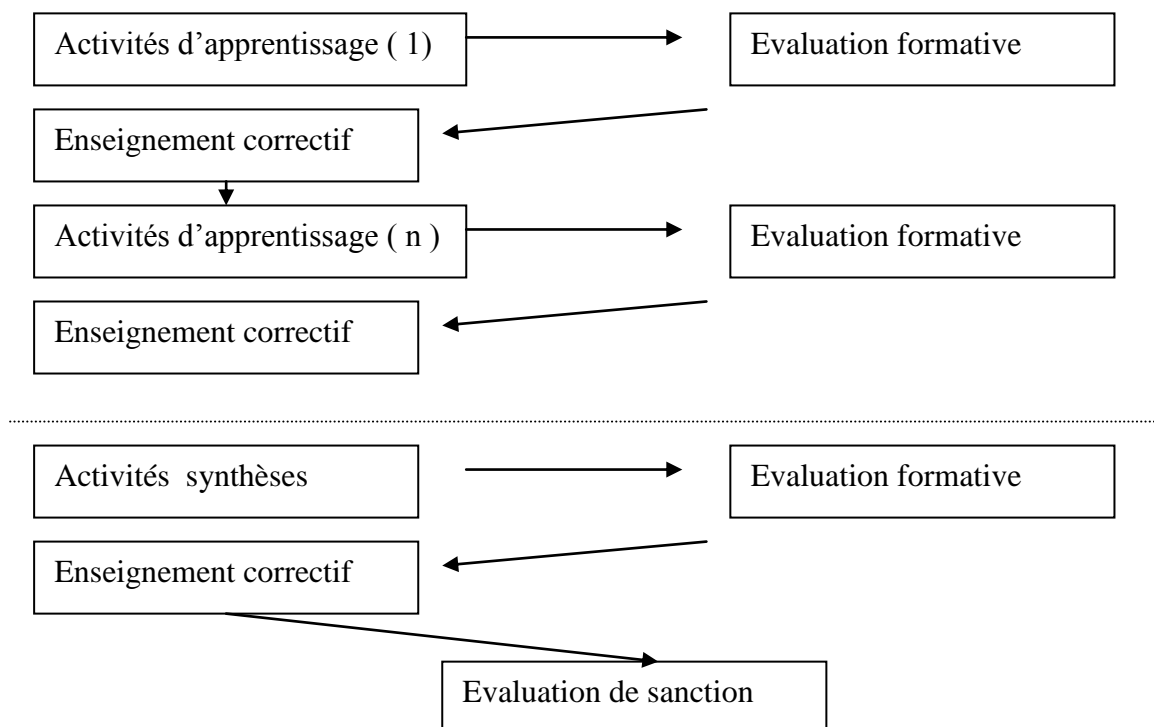 Activités d’apprentissage ( 1)
Evaluation formative
Enseignement correctif
Activités d’apprentissage ( n )
Evaluation formative
Enseignement correctif
Activités  synthèses
Evaluation formative
Enseignement correctif
Evaluation de sanction